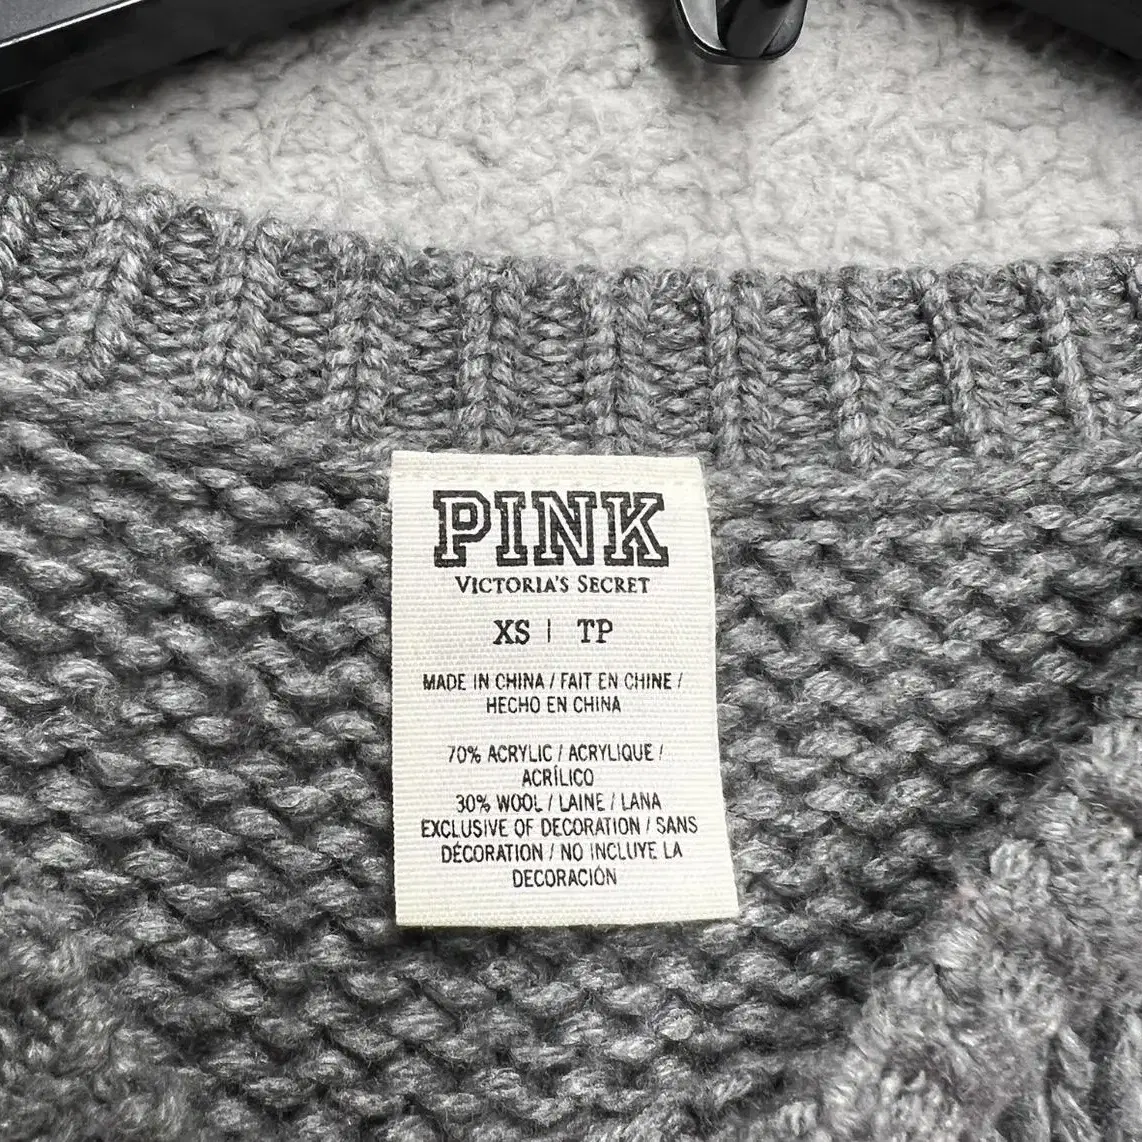 PINK
VICTORIA'S SECRET
XS | TP
MADE IN CHINA / FAIT EN CHINE /
HECHO EN CHINA
70% ACRYLIC / ACRYLIQUE /
ACRÍLICO
30% WOOL / LAINE / LANA
EXCLUSIVE OF DECORATION / SANS
DÉCORATION / NO INCLUYE LA
DECORACIÓN